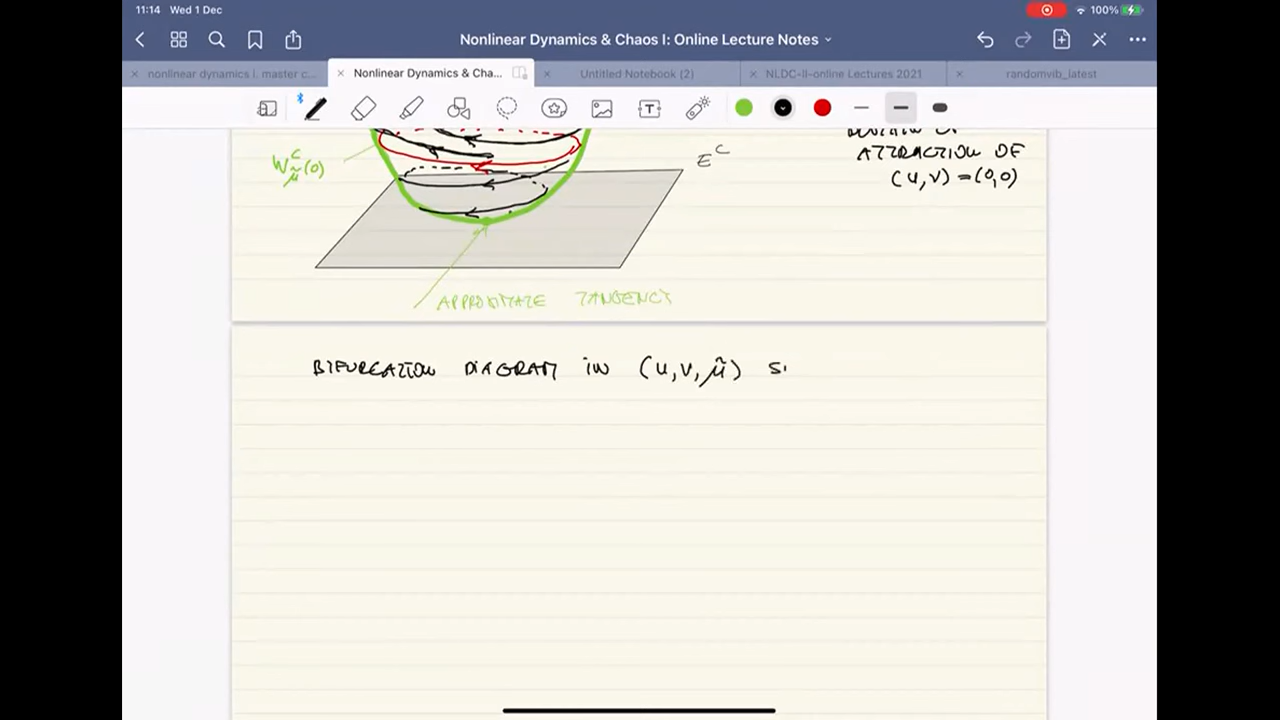 11:14 Wed 1 Dec
100%
Nonlinear Dynamics & Chaos I: Online Lecture Notes
nonlinear dynamics I. master c...
Nonlinear Dynamics & Cha...
Untitled Notebook (2)
NLDC-II-online Lectures 2021
randomvib_latest
ATTRACTION OF
(u,v)=(0,0)
E^C
W^C_μ̃(0)
APPROXIMATE TANGENCY
BIFURCATION DIAGRAM in (u,v,μ̃) S